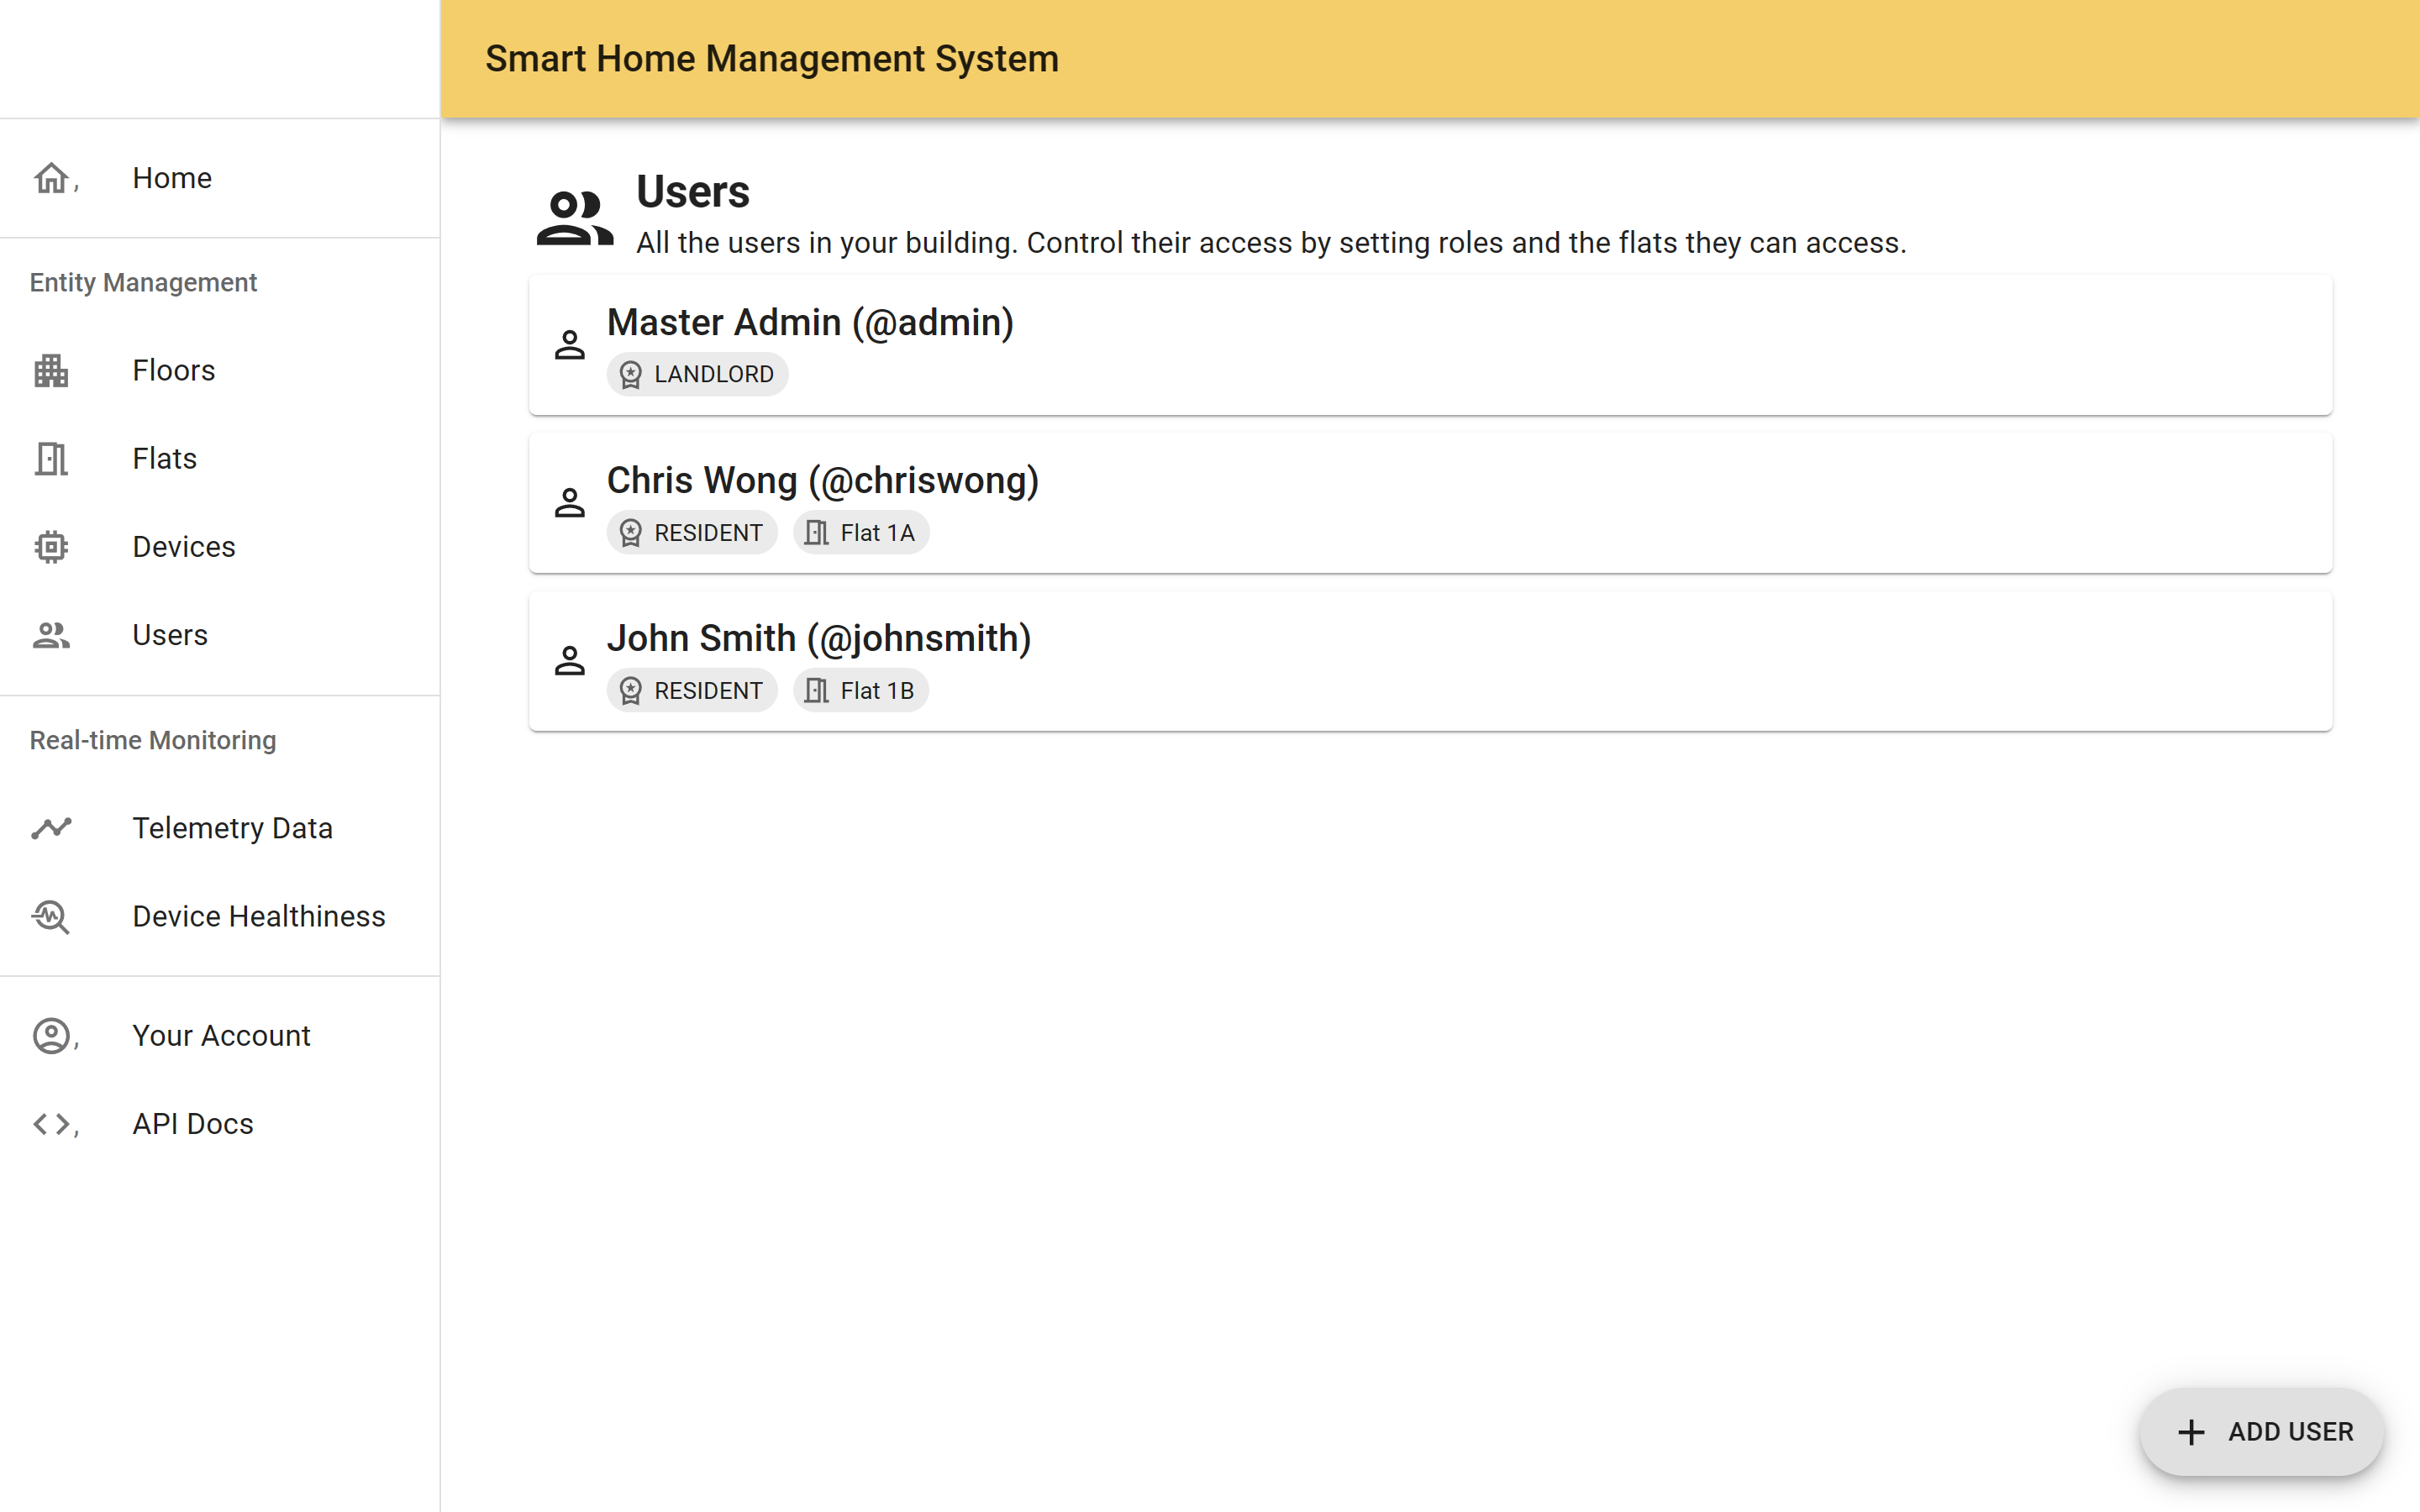 Smart Home Management System
Home
Entity Management
Floors
Flats
Devices
Users
Real-time Monitoring
Telemetry Data
Device Healthiness
Your Account
API Docs
Users
All the users in your building. Control their access by setting roles and the flats they can access.
Master Admin (@admin)
LANDLORD
Chris Wong (@chriswong)
RESIDENT Flat 1A
John Smith (@johnsmith)
RESIDENT Flat 1B
ADD USER